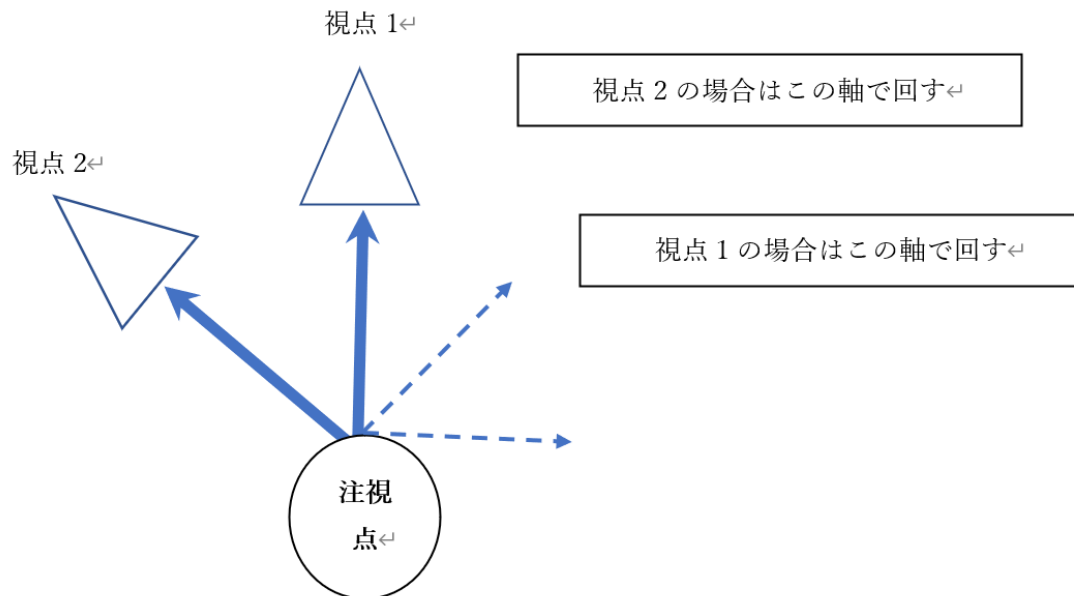 視点 1↵
視点 2 の場合はこの軸で回す↵
視点 2↵
視点 1 の場合はこの軸で回す↵
注視
点↵